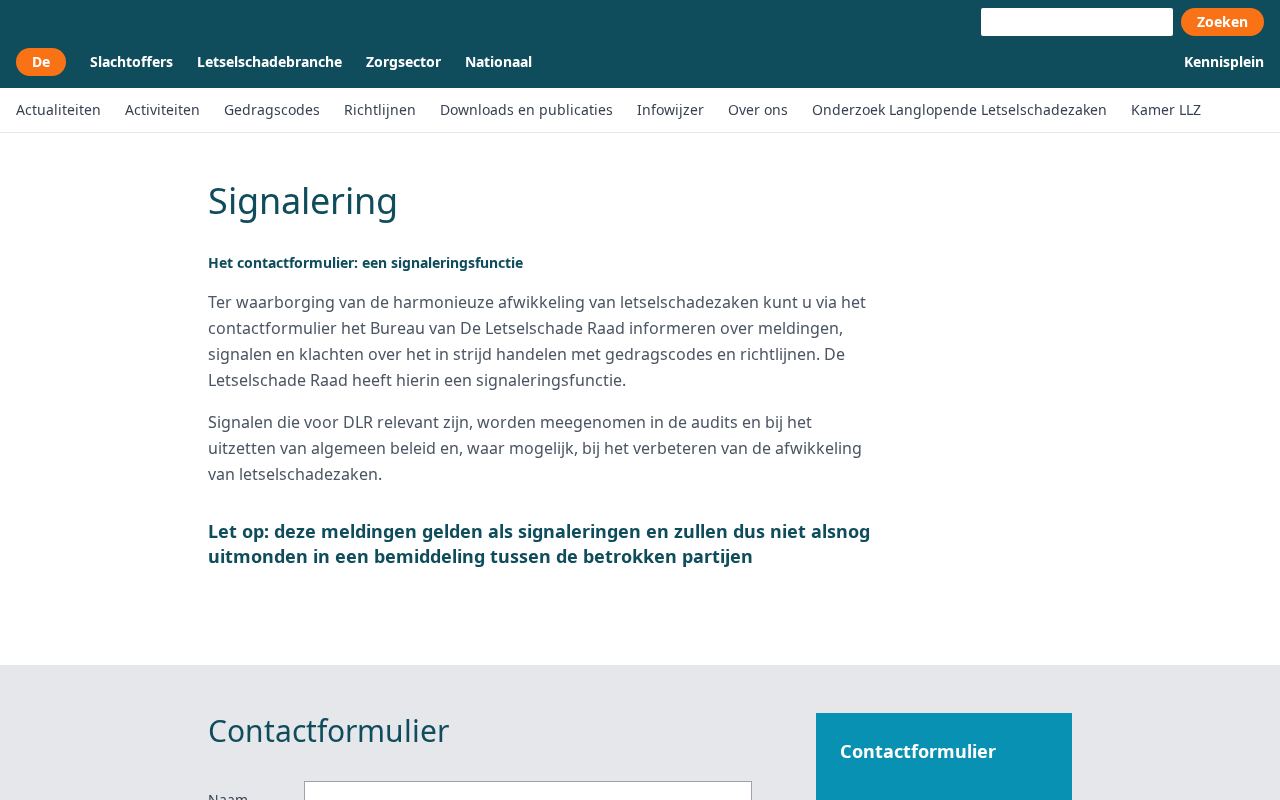 Zoeken
De
Slachtoffers
Letselschadebranche
Zorgsector
Nationaal
Kennisplein
Actualiteiten
Activiteiten
Gedragscodes
Richtlijnen
Downloads en publicaties
Infowijzer
Over ons
Onderzoek Langlopende Letselschadezaken
Kamer LLZ
Signalering
Het contactformulier: een signaleringsfunctie
Ter waarborging van de harmonieuze afwikkeling van letselschadezaken kunt u via het
contactformulier het Bureau van De Letselschade Raad informeren over meldingen,
signalen en klachten over het in strijd handelen met gedragscodes en richtlijnen. De
Letselschade Raad heeft hierin een signaleringsfunctie.
Signalen die voor DLR relevant zijn, worden meegenomen in de audits en bij het
uitzetten van algemeen beleid en, waar mogelijk, bij het verbeteren van de afwikkeling
van letselschadezaken.
Let op: deze meldingen gelden als signaleringen en zullen dus niet alsnog
uitmonden in een bemiddeling tussen de betrokken partijen
Contactformulier
Contactformulier
Naam